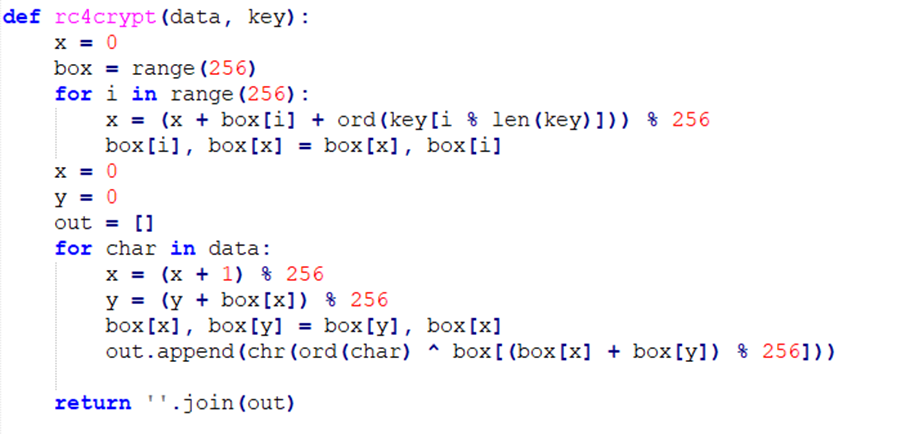 def rc4crypt(data, key):
    x = 0
    box = range(256)
    for i in range(256):
        x = (x + box[i] + ord(key[i % len(key)])) % 256
        box[i], box[x] = box[x], box[i]
    x = 0
    y = 0
    out = []
    for char in data:
        x = (x + 1) % 256
        y = (y + box[x]) % 256
        box[x], box[y] = box[y], box[x]
        out.append(chr(ord(char) ^ box[(box[x] + box[y]) % 256]))
    return ''.join(out)